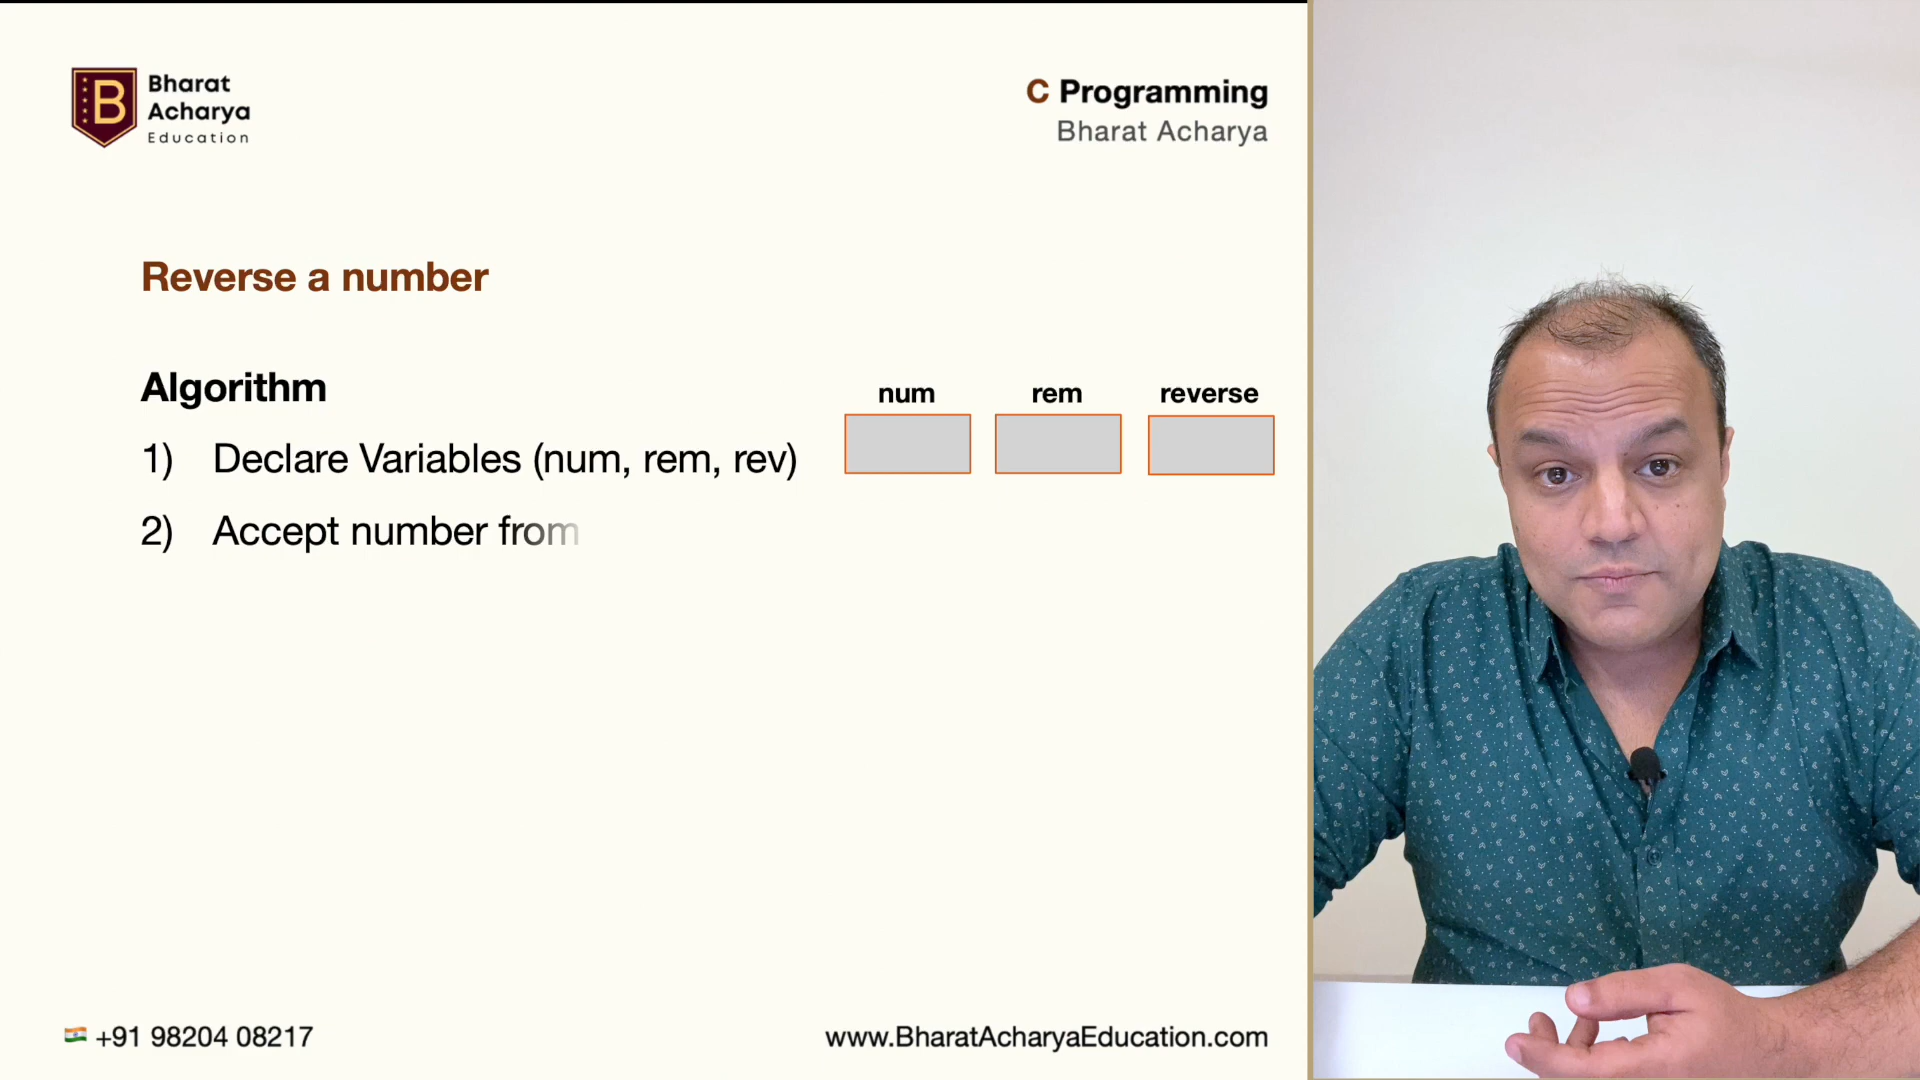 Bharat
Acharya
Education
C Programming
Bharat Acharya
Reverse a number
Algorithm
num rem reverse
1) Declare Variables (num, rem, rev)
2) Accept number from
+91 98204 08217
www.BharatAcharyaEducation.com